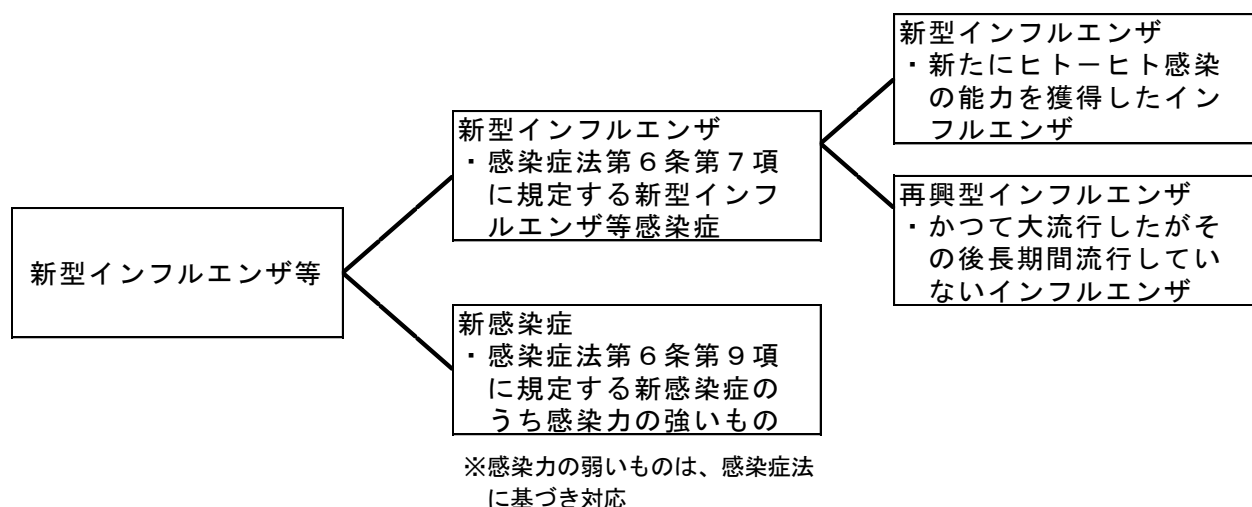 新型インフルエンザ等
新型インフルエンザ
・感染症法第６条第７項
に規定する新型インフ
ルエンザ等感染症
新感染症
・感染症法第６条第９項
に規定する新感染症の
うち感染力の強いもの
※感染力の弱いものは、感染症法
に基づき対応
新型インフルエンザ
・新たにヒト－ヒト感染
の能力を獲得したイン
フルエンザ
再興型インフルエンザ
・かつて大流行したがそ
の後長期間流行してい
ないインフルエンザ